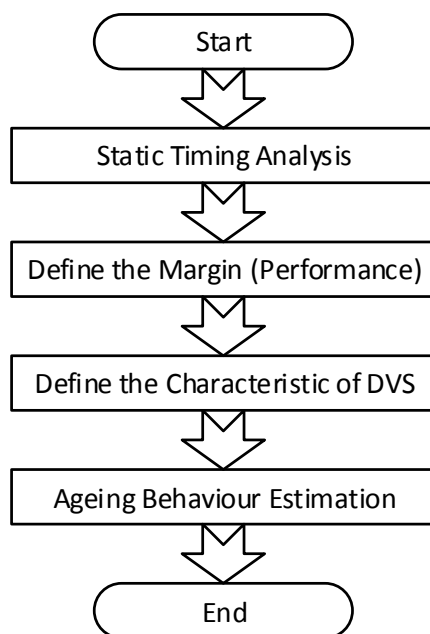 Start
Static Timing Analysis
Define the Margin (Performance)
Define the Characteristic of DVS
Ageing Behaviour Estimation
End